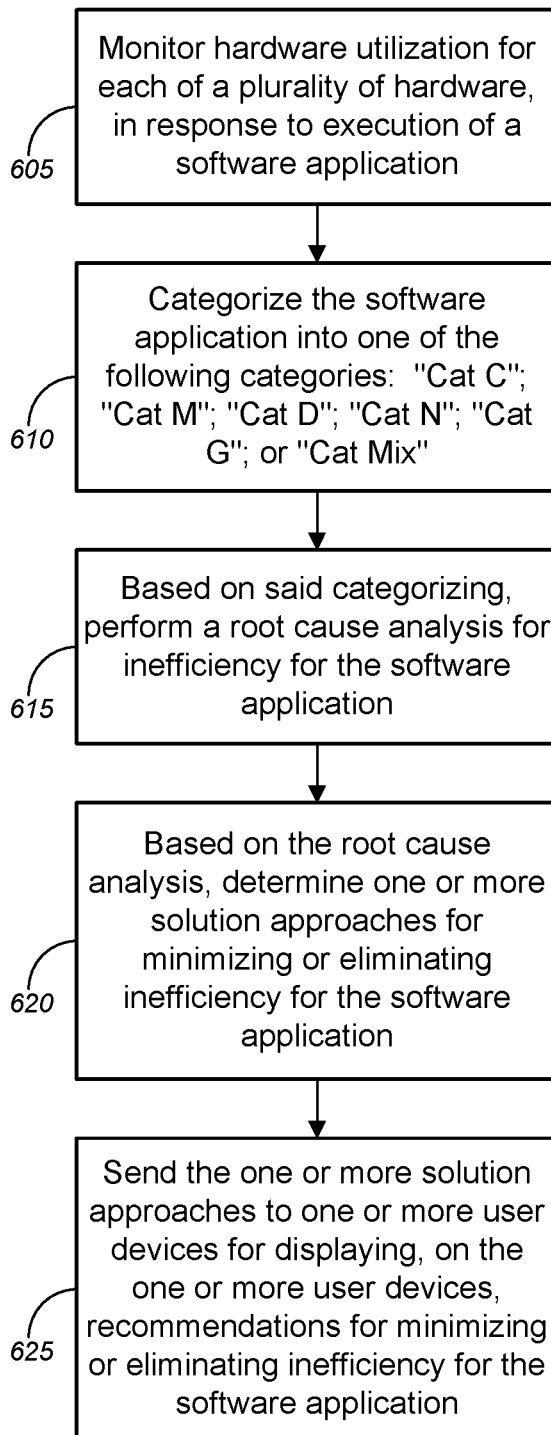 Monitor hardware utilization for
each of a plurality of hardware,
in response to execution of a
software application
605
Categorize the software
application into one of the
following categories: "Cat C";
"Cat M"; "Cat D"; "Cat N"; "Cat
G"; or "Cat Mix"
610
Based on said categorizing,
perform a root cause analysis for
inefficiency for the software
application
615
Based on the root cause
analysis, determine one or more
solution approaches for
minimizing or eliminating
inefficiency for the software
application
620
Send the one or more solution
approaches to one or more user
devices for displaying, on the
one or more user devices,
recommendations for minimizing
or eliminating inefficiency for the
software application
625